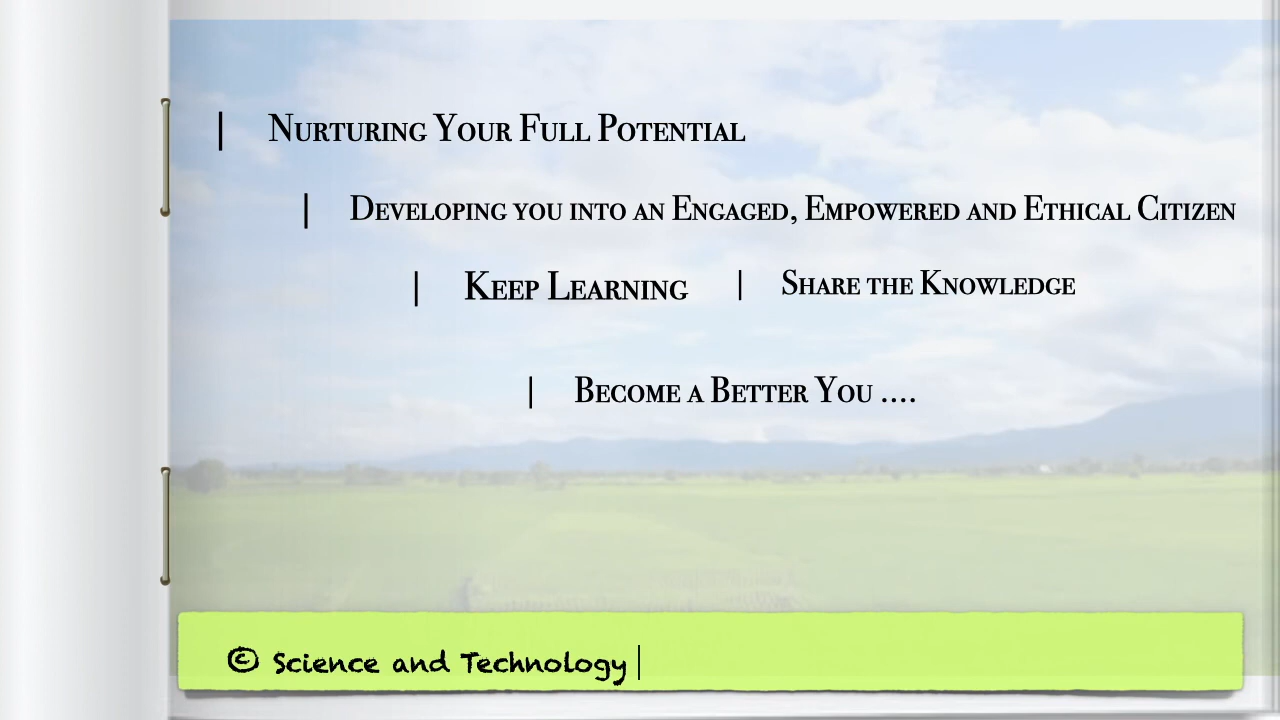 | Nurturing Your Full Potential
| Developing you into an Engaged, Empowered and Ethical Citizen
| Keep Learning | Share the Knowledge
| Become a Better You ....
© Science and Technology |